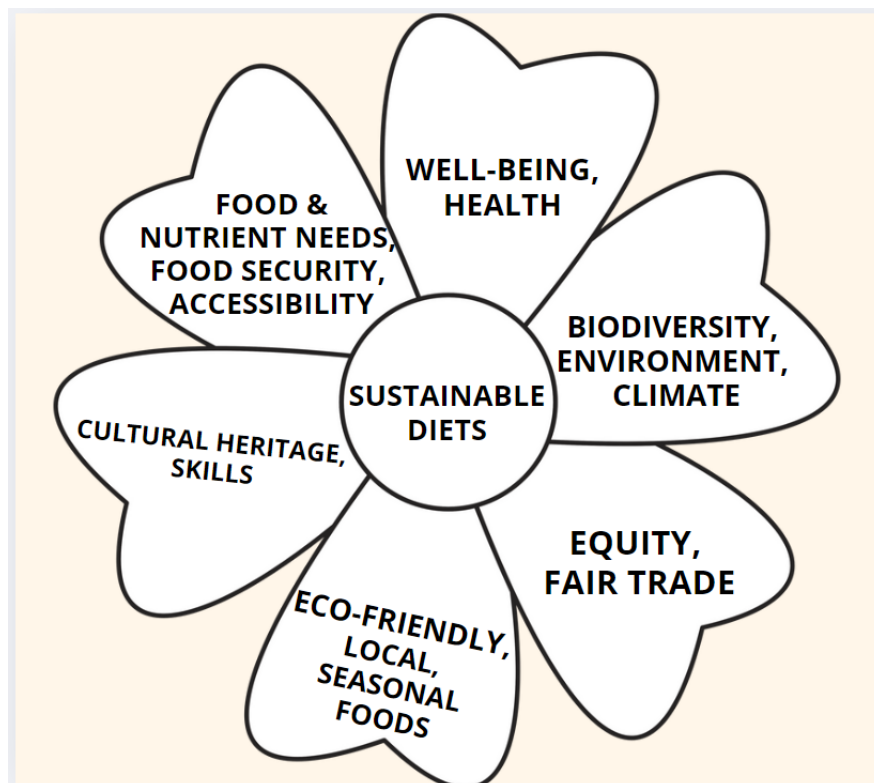 WELL-BEING,
HEALTH
FOOD &
NUTRIENT NEEDS,
FOOD SECURITY,
ACCESSIBILITY
BIODIVERSITY,
ENVIRONMENT,
CLIMATE
SUSTAINABLE
DIETS
CULTURAL HERITAGE,
SKILLS
EQUITY,
FAIR TRADE
ECO-FRIENDLY,
LOCAL,
SEASONAL
FOODS